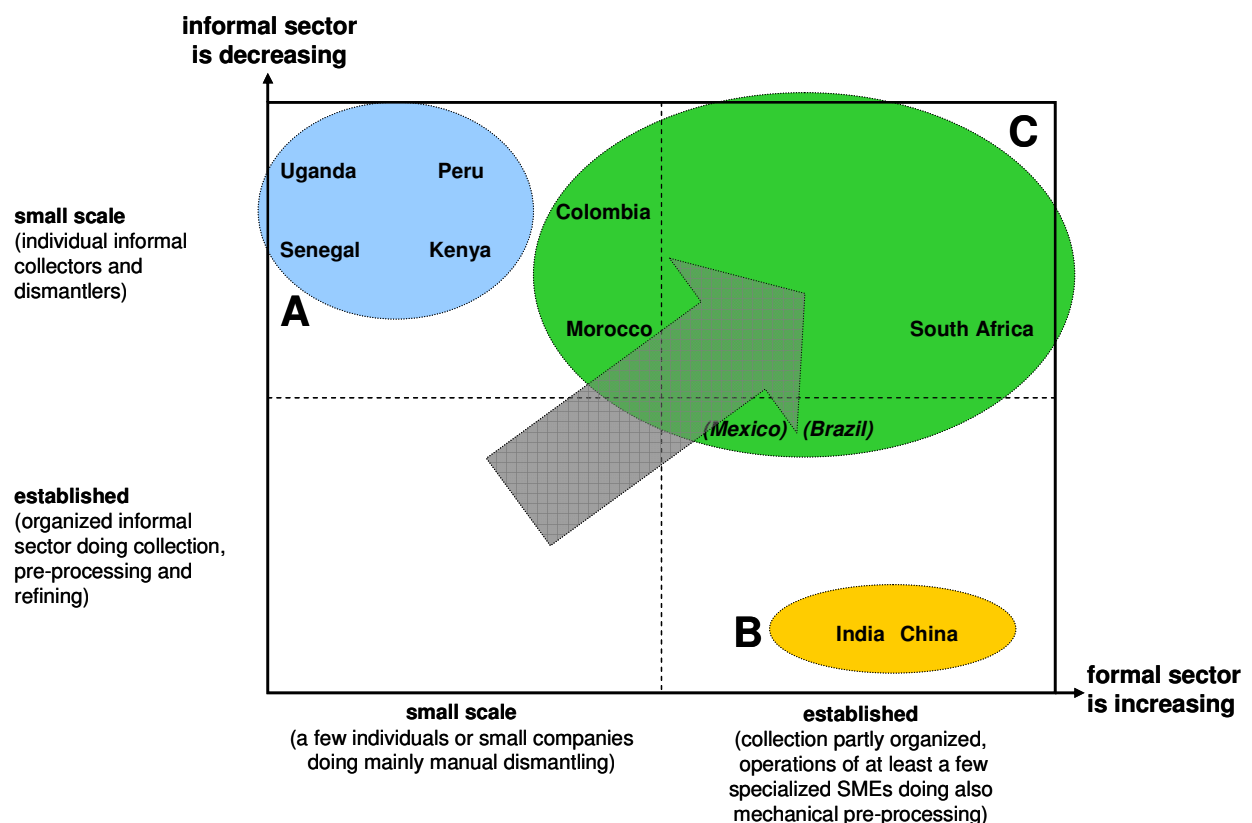 informal sector
is decreasing
C
Uganda
Peru
small scale
(individual informal
collectors and
dismantlers)
Colombia
Senegal
Kenya
A
Morocco
South Africa
(Mexico)
(Brazil)
established
(organized informal
sector doing collection,
pre-processing and
refining)
B
India
China
formal sector
is increasing
small scale
(a few individuals or small companies
doing mainly manual dismantling)
established
(collection partly organized,
operations of at least a few
specialized SMEs doing also
mechanical pre-processing)